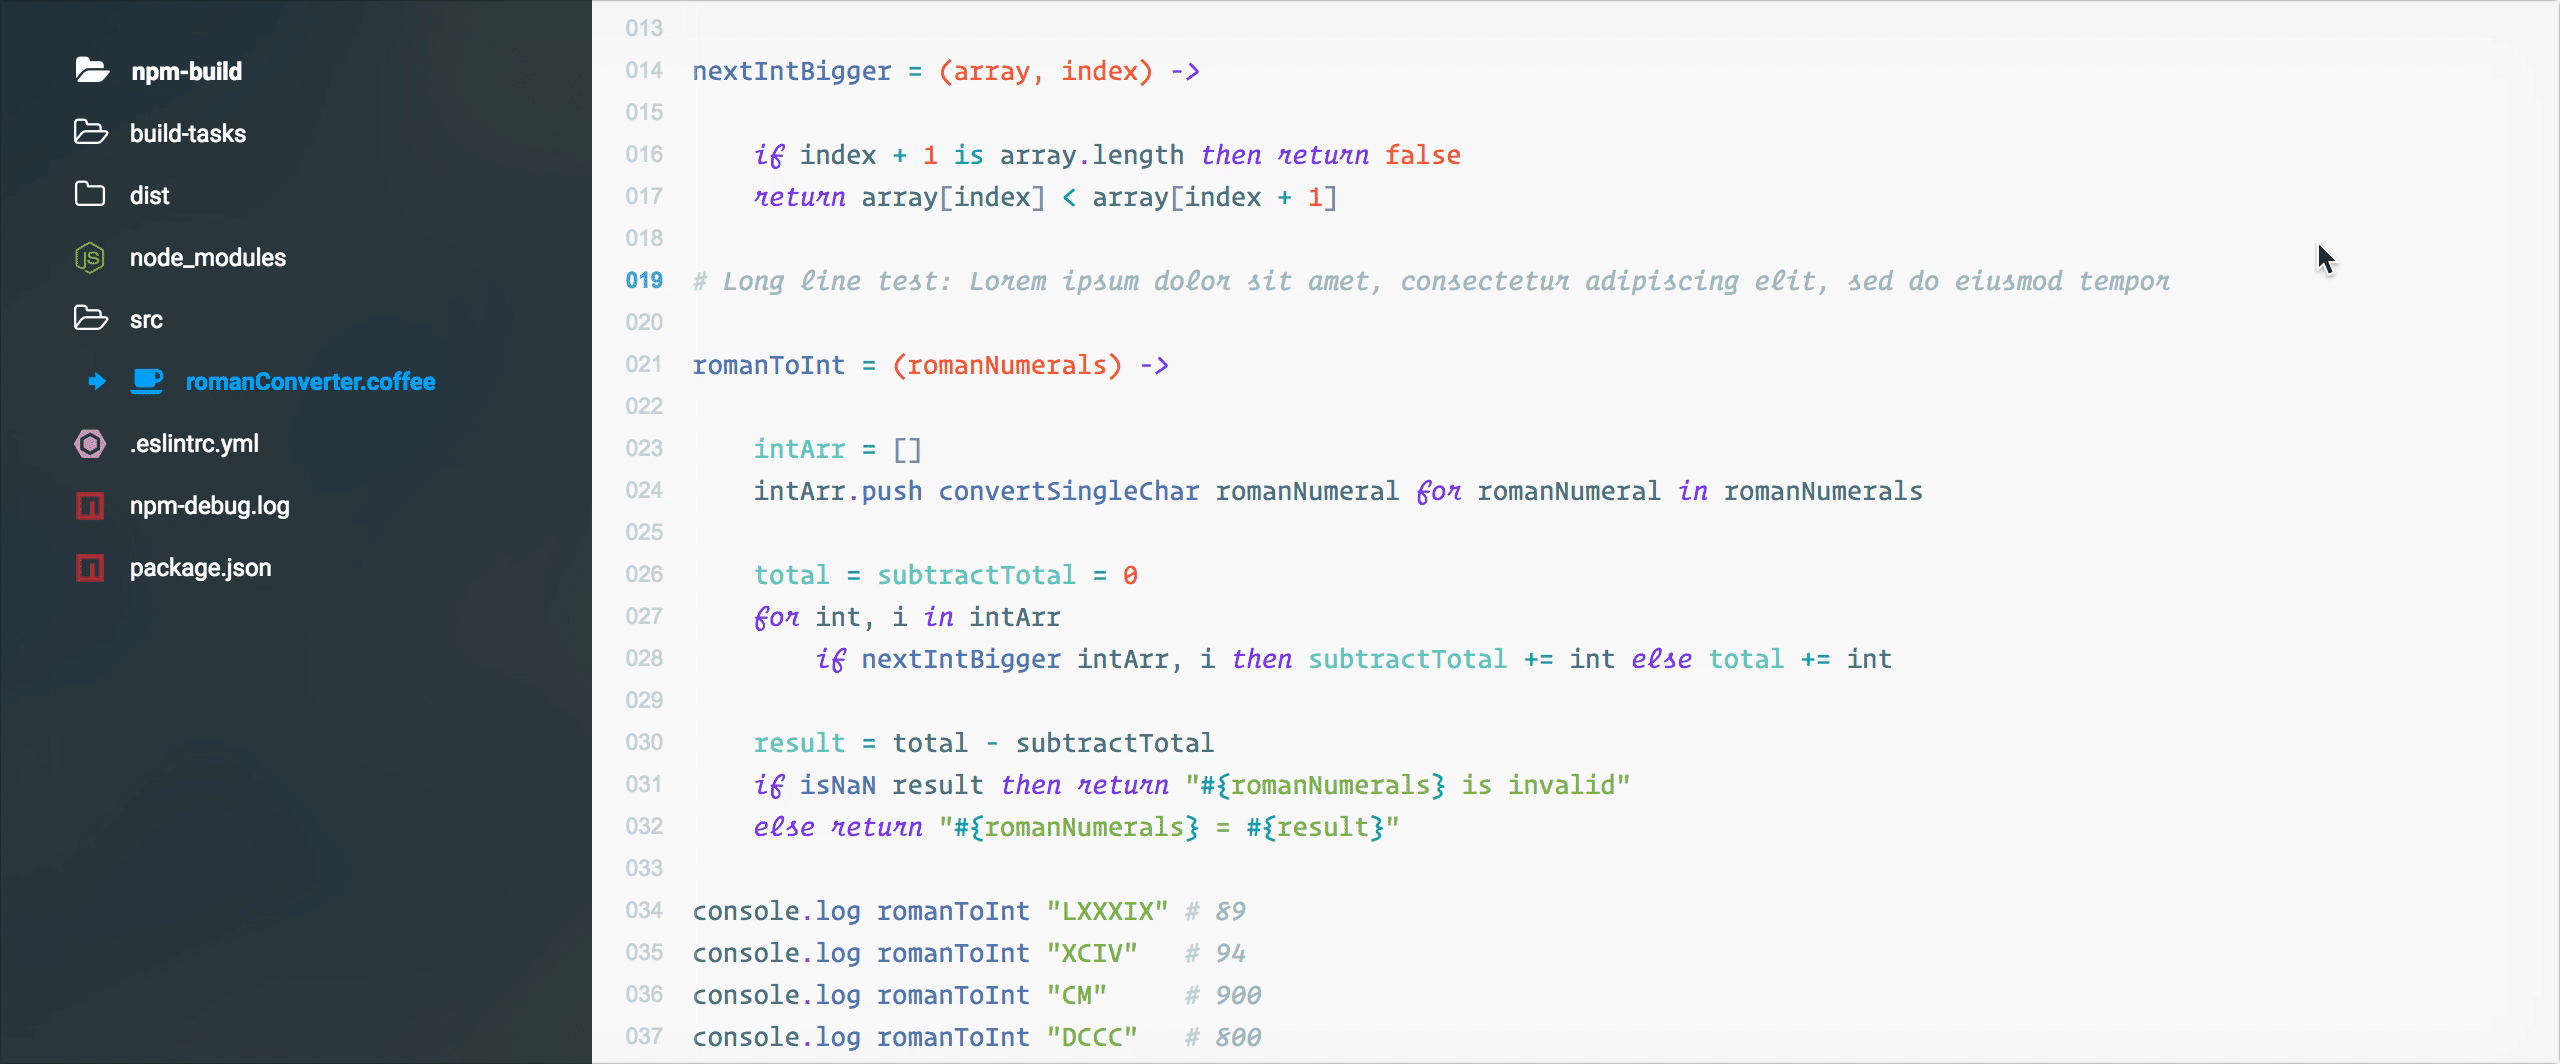 npm-build
build-tasks
dist
JS
node_modules
src
romanConverter.coffee
.eslintrc.yml
npm-debug.log
package.json
013
014 nextIntBigger = (array, index) ->
015
016     if index + 1 is array.length then return false
017     return array[index] < array[index + 1]
018
019 # Long line test: Lorem ipsum dolor sit amet, consectetur adipiscing elit, sed do eiusmod tempor
020
021 romanToInt = (romanNumerals) ->
022
023     intArr = []
024     intArr.push convertSingleChar romanNumeral for romanNumeral in romanNumerals
025
026     total = subtractTotal = 0
027     for int, i in intArr
028         if nextIntBigger intArr, i then subtractTotal += int else total += int
029
030     result = total - subtractTotal
031     if isNaN result then return "#{romanNumerals} is invalid"
032     else return "#{romanNumerals} = #{result}"
033
034 console.log romanToInt "LXXXIX" # 89
035 console.log romanToInt "XCIV"   # 94
036 console.log romanToInt "CM"     # 900
037 console.log romanToInt "DCCC"   # 800